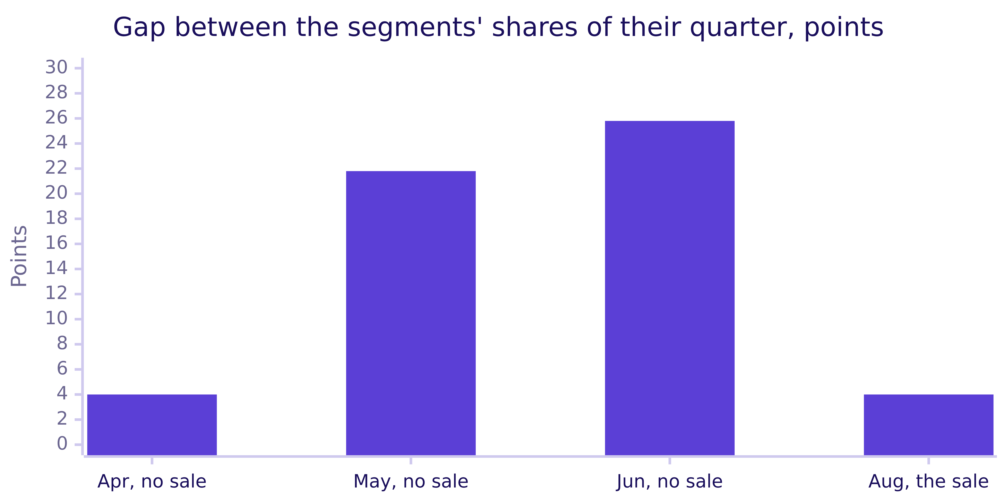 Gap between the segments' shares of their quarter, points
Points
30
28
26
24
22
20
18
16
14
12
10
8
6
4
2
0
Apr, no sale
May, no sale
Jun, no sale
Aug, the sale